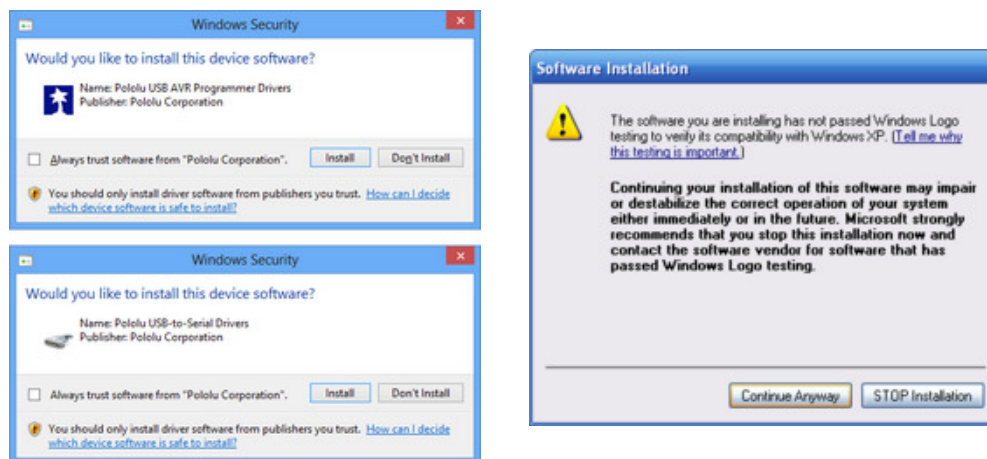 Windows Security
Would you like to install this device software?
Name: Pololu USB AVR Programmer Drivers
Publisher: Pololu Corporation
Always trust software from "Pololu Corporation".
Install
Don't Install
You should only install driver software from publishers you trust. How can I decide
which device software is safe to install?
Windows Security
Would you like to install this device software?
Name: Pololu USB-to-Serial Drivers
Publisher: Pololu Corporation
Always trust software from "Pololu Corporation".
Install
Don't Install
You should only install driver software from publishers you trust. How can I decide
which device software is safe to install?
Software Installation
The software you are installing has not passed Windows Logo
testing to verify its compatibility with Windows XP. (Tell me why
this testing is important.)
Continuing your installation of this software may impair
or destabilize the correct operation of your system
either immediately or in the future. Microsoft strongly
recommends that you stop this installation now and
contact the software vendor for software that has
passed Windows Logo testing.
Continue Anyway
STOP Installation